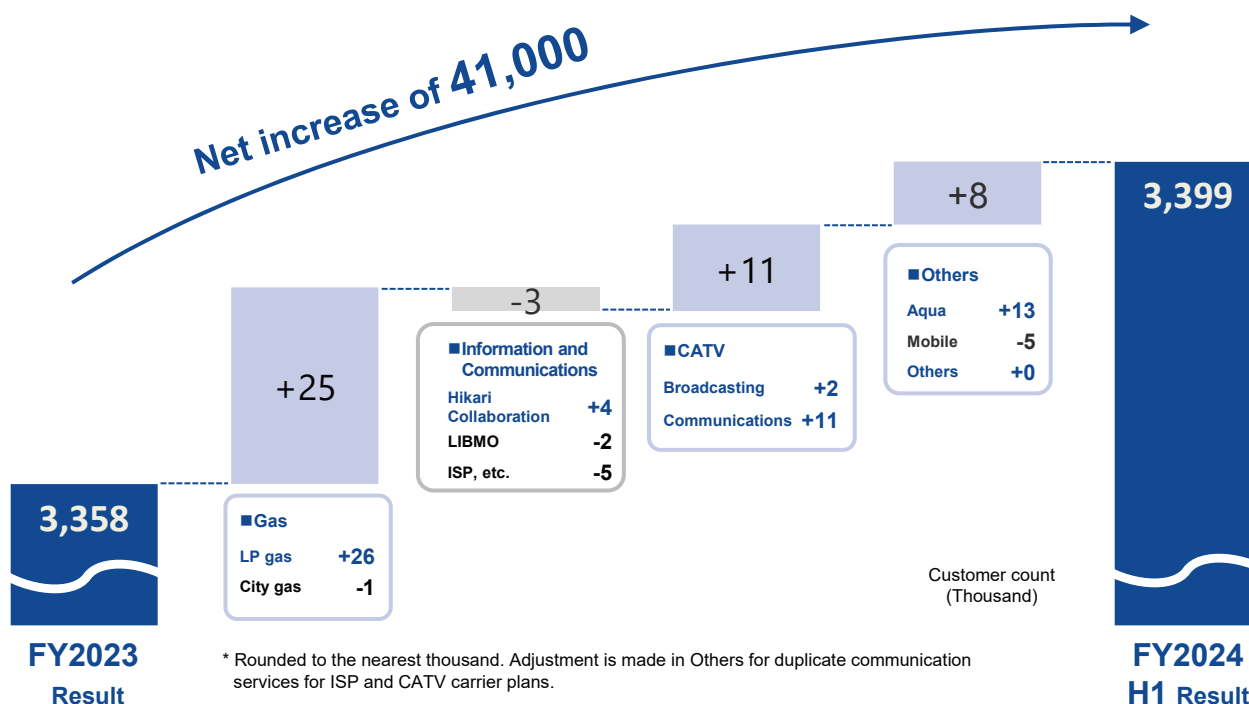 Net increase of 41,000
3,358
FY2023
Result
+25
■Gas
LP gas +26
City gas -1
-3
■Information and
Communications
Hikari
Collaboration +4
LIBMO -2
ISP, etc. -5
+11
■CATV
Broadcasting +2
Communications +11
+8
■Others
Aqua +13
Mobile -5
Others +0
3,399
FY2024
H1 Result
Customer count
(Thousand)
* Rounded to the nearest thousand. Adjustment is made in Others for duplicate communication
services for ISP and CATV carrier plans.